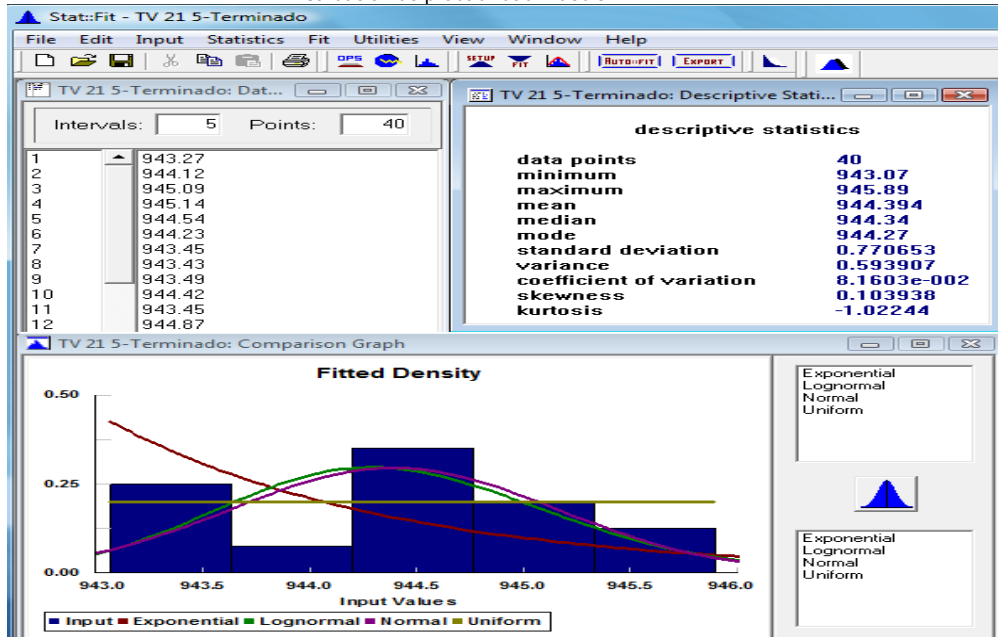 Stat::Fit - TV 21 5-Terminado
File Edit Input Statistics Fit Utilities View Window Help
DPS SETUP FIT AUTO::FIT EXPORT
TV 21 5-Terminado: Dat...
Intervals: 5 Points: 40
1 943.27
2 944.12
3 945.09
4 945.14
5 944.54
6 944.23
7 943.45
8 943.43
9 943.49
10 944.42
11 943.45
12 944.87
TV 21 5-Terminado: Descriptive Stati...
descriptive statistics
data points 40
minimum 943.07
maximum 945.89
mean 944.394
median 944.34
mode 944.27
standard deviation 0.770653
variance 0.593907
coefficient of variation 8.1603e-002
skewness 0.103938
kurtosis -1.02244
TV 21 5-Terminado: Comparison Graph
Fitted Density
0.50
0.25
0.00
943.0 943.5 944.0 944.5 945.0 945.5 946.0
Input Values
Input Exponential Lognormal Normal Uniform
Exponential
Lognormal
Normal
Uniform
Exponential
Lognormal
Normal
Uniform